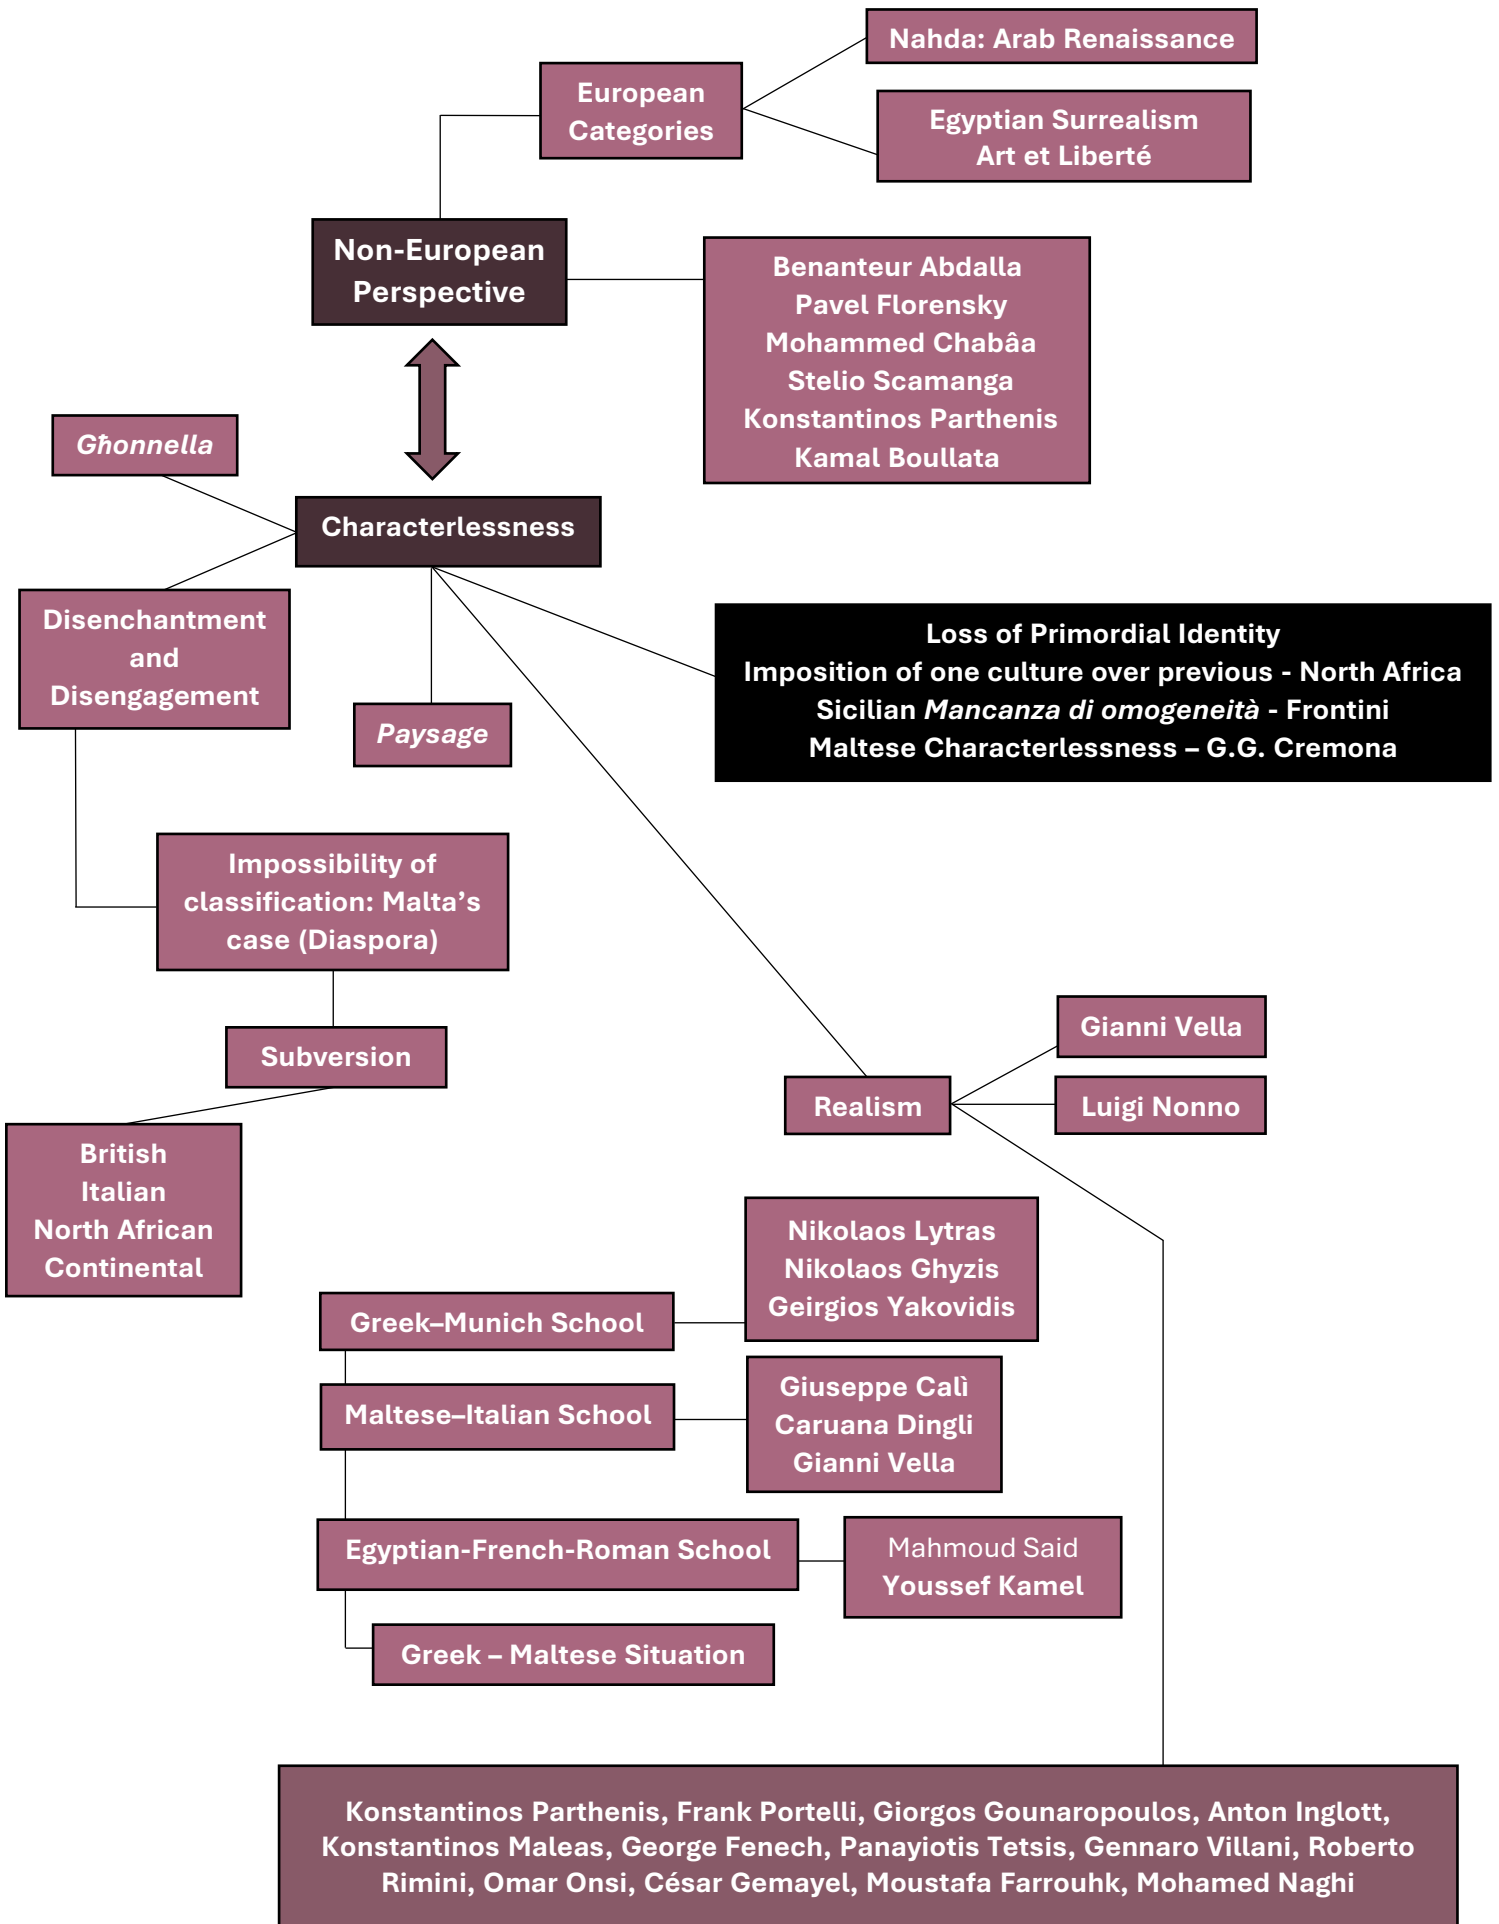 Nahda: Arab Renaissance
European
Categories
Egyptian Surrealism
Art et Liberté
Non-European
Perspective
Benanteur Abdalla
Pavel Florensky
Mohammed Chabâa
Stelio Scamanga
Konstantinos Parthenis
Kamal Boullata
Għonnella
Characterlessness
Disenchantment
and
Disengagement
Loss of Primordial Identity
Imposition of one culture over previous - North Africa
Sicilian Mancanza di omogeneità - Frontini
Maltese Characterlessness – G.G. Cremona
Paysage
Impossibility of
classification: Malta’s
case (Diaspora)
Subversion
British
Italian
North African
Continental
Gianni Vella
Realism
Luigi Nonno
Nikolaos Lytras
Nikolaos Ghyzis
Geirgios Yakovidis
Greek–Munich School
Giuseppe Calì
Caruana Dingli
Gianni Vella
Maltese–Italian School
Egyptian-French-Roman School
Mahmoud Said
Youssef Kamel
Greek – Maltese Situation
Konstantinos Parthenis, Frank Portelli, Giorgos Gounaropoulos, Anton Inglott,
Konstantinos Maleas, George Fenech, Panayiotis Tetsis, Gennaro Villani, Roberto
Rimini, Omar Onsi, César Gemayel, Moustafa Farrouhk, Mohamed Naghi